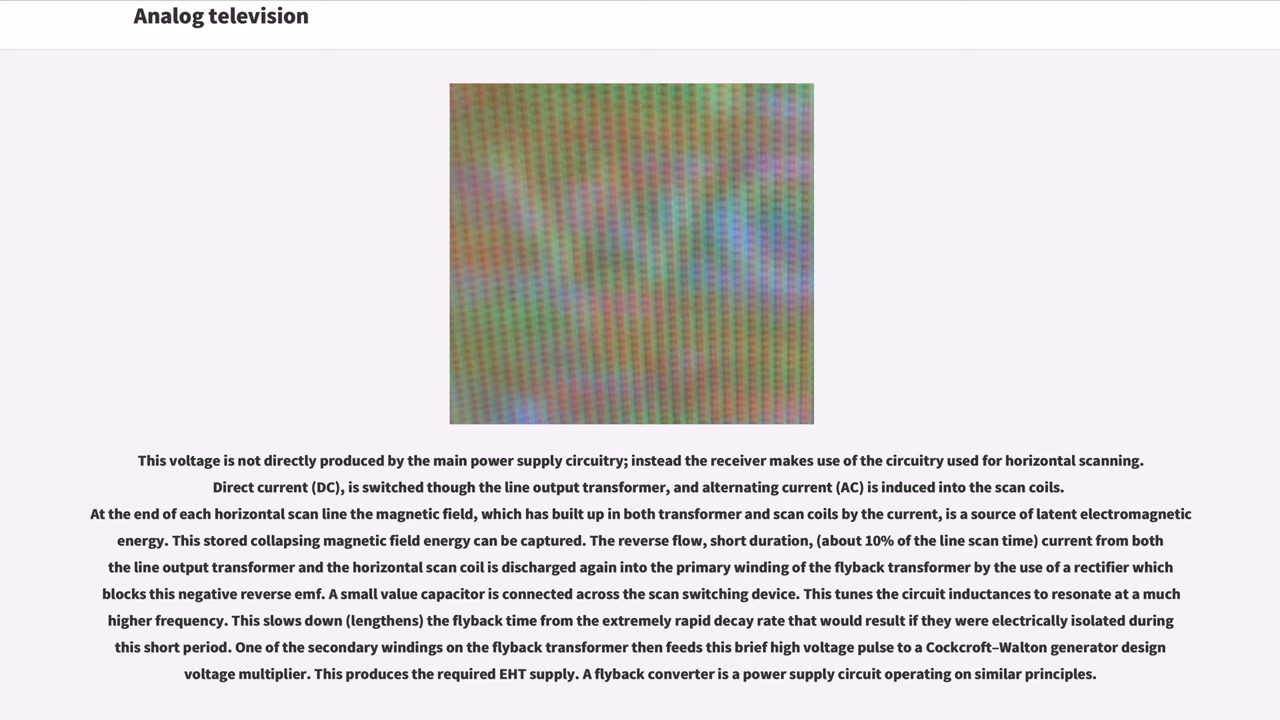 Analog television
This voltage is not directly produced by the main power supply circuitry; instead the receiver makes use of the circuitry used for horizontal scanning.
Direct current (DC), is switched though the line output transformer, and alternating current (AC) is induced into the scan coils.
At the end of each horizontal scan line the magnetic field, which has built up in both transformer and scan coils by the current, is a source of latent electromagnetic
energy. This stored collapsing magnetic field energy can be captured. The reverse flow, short duration, (about 10% of the line scan time) current from both
the line output transformer and the horizontal scan coil is discharged again into the primary winding of the flyback transformer by the use of a rectifier which
blocks this negative reverse emf. A small value capacitor is connected across the scan switching device. This tunes the circuit inductances to resonate at a much
higher frequency. This slows down (lengthens) the flyback time from the extremely rapid decay rate that would result if they were electrically isolated during
this short period. One of the secondary windings on the flyback transformer then feeds this brief high voltage pulse to a Cockcroft–Walton generator design
voltage multiplier. This produces the required EHT supply. A flyback converter is a power supply circuit operating on similar principles.